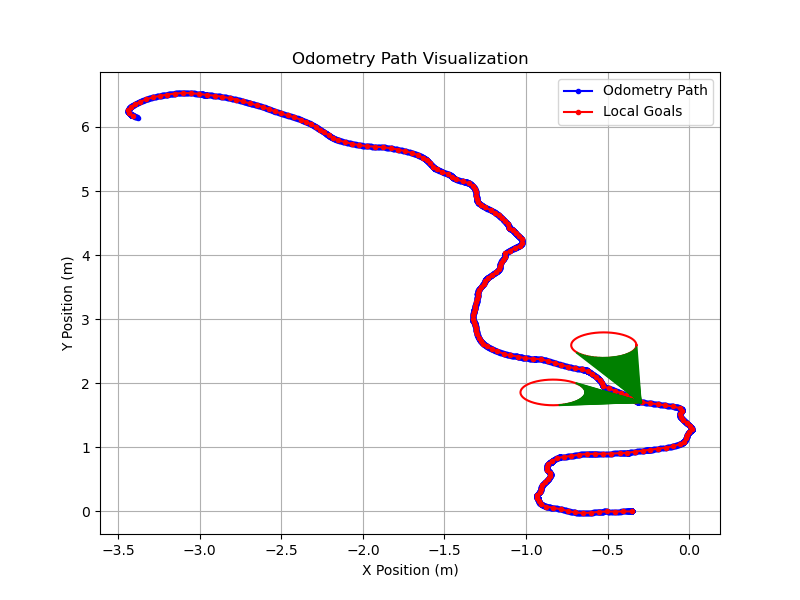 Odometry Path Visualization
Odometry Path
Local Goals
Y Position (m)
6
5
4
3
2
1
0
−3.5 −3.0 −2.5 −2.0 −1.5 −1.0 −0.5 0.0
X Position (m)